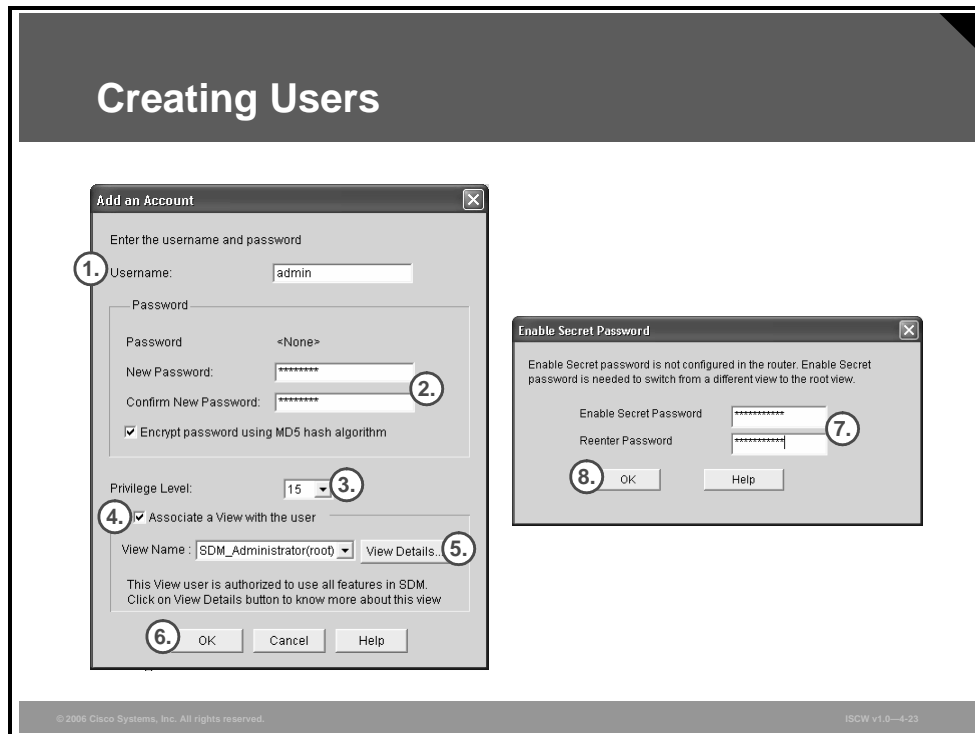 Creating Users
Add an Account
Enter the username and password
1. Username: admin
Password
Password <None>
New Password: ********
2.
Confirm New Password: ********
Encrypt password using MD5 hash algorithm
Privilege Level: 15 3.
4. Associate a View with the user
View Name : SDM_Administrator(root) View Details... 5.
This View user is authorized to use all features in SDM.
Click on View Details button to know more about this view
6. OK Cancel Help
Enable Secret Password
Enable Secret password is not configured in the router. Enable Secret
password is needed to switch from a different view to the root view.
Enable Secret Password ***********
7.
Reenter Password ***********
8. OK Help
© 2006 Cisco Systems, Inc. All rights reserved.
ISCW v1.0—4-23